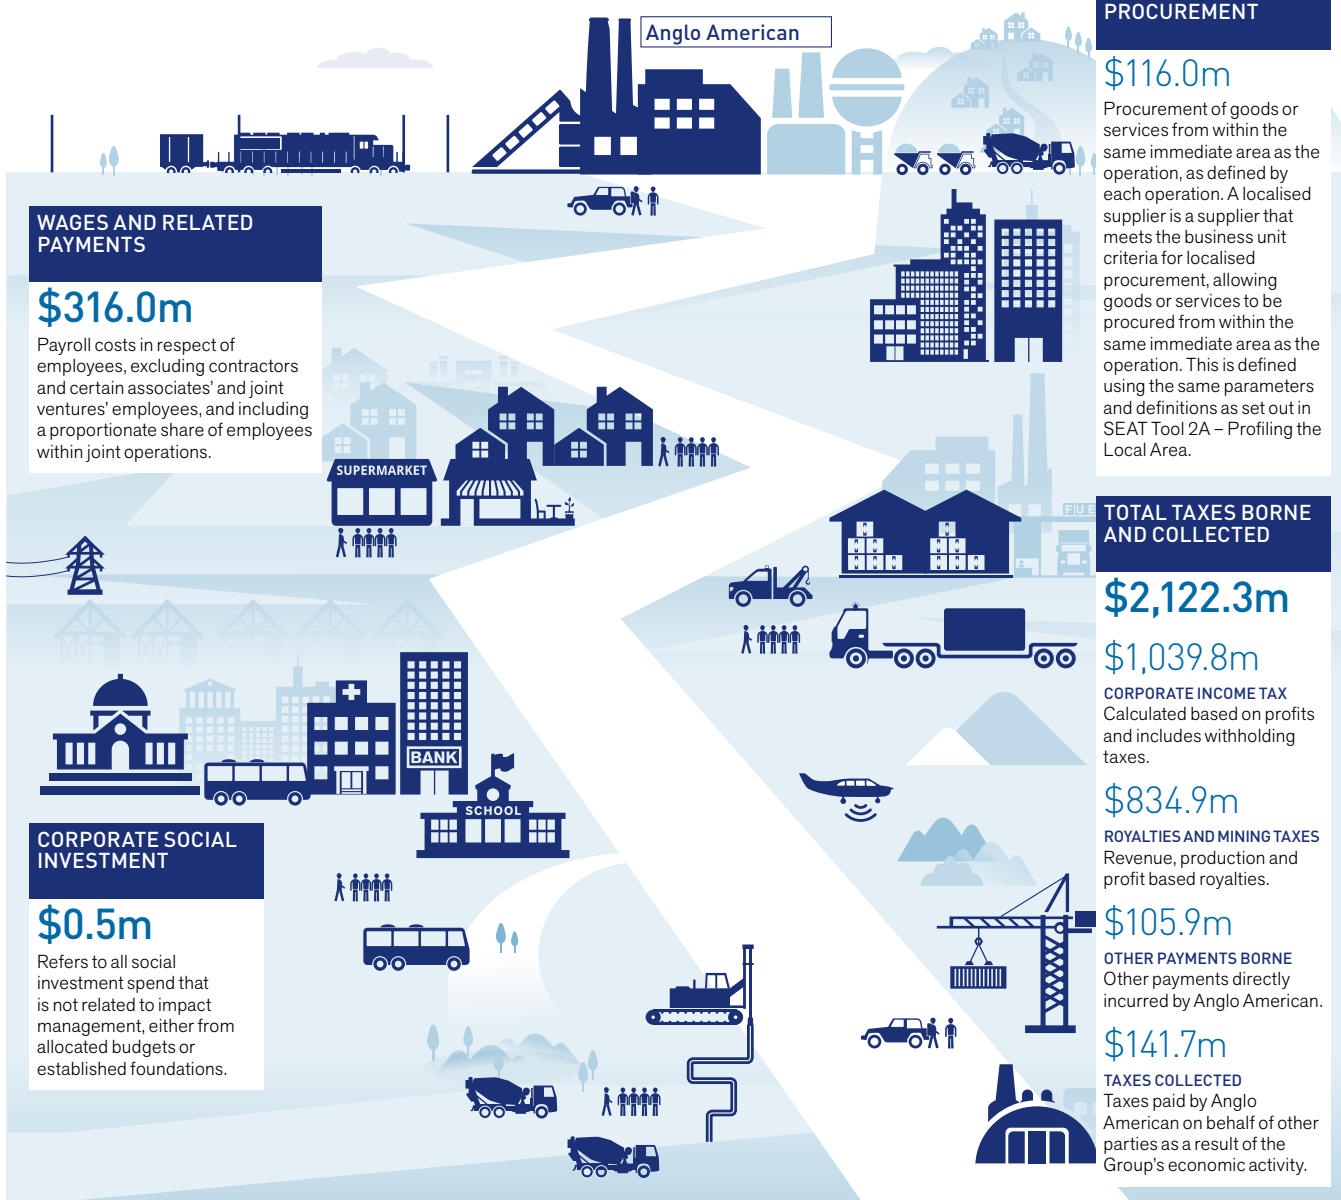 Anglo American
WAGES AND RELATED
PAYMENTS
$316.0m
Payroll costs in respect of
employees, excluding contractors
and certain associates’ and joint
ventures’ employees, and including
a proportionate share of employees
within joint operations.
SUPERMARKET
BANK
SCHOOL
CORPORATE SOCIAL
INVESTMENT
$0.5m
Refers to all social
investment spend that
is not related to impact
management, either from
allocated budgets or
established foundations.
PROCUREMENT
$116.0m
Procurement of goods or
services from within the
same immediate area as the
operation, as defined by
each operation. A localised
supplier is a supplier that
meets the business unit
criteria for localised
procurement, allowing
goods or services to be
procured from within the
same immediate area as the
operation. This is defined
using the same parameters
and definitions as set out in
SEAT Tool 2A – Profiling the
Local Area.
TOTAL TAXES BORNE
AND COLLECTED
$2,122.3m
$1,039.8m
CORPORATE INCOME TAX
Calculated based on profits
and includes withholding
taxes.
$834.9m
ROYALTIES AND MINING TAXES
Revenue, production and
profit based royalties.
$105.9m
OTHER PAYMENTS BORNE
Other payments directly
incurred by Anglo American.
$141.7m
TAXES COLLECTED
Taxes paid by Anglo
American on behalf of other
parties as a result of the
Group’s economic activity.